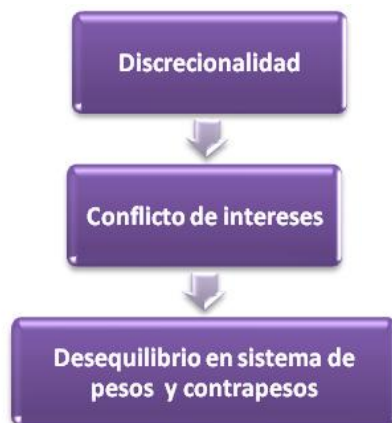 Discrecionalidad
Conflicto de intereses
Desequilibrio en sistema de
pesos y contrapesos